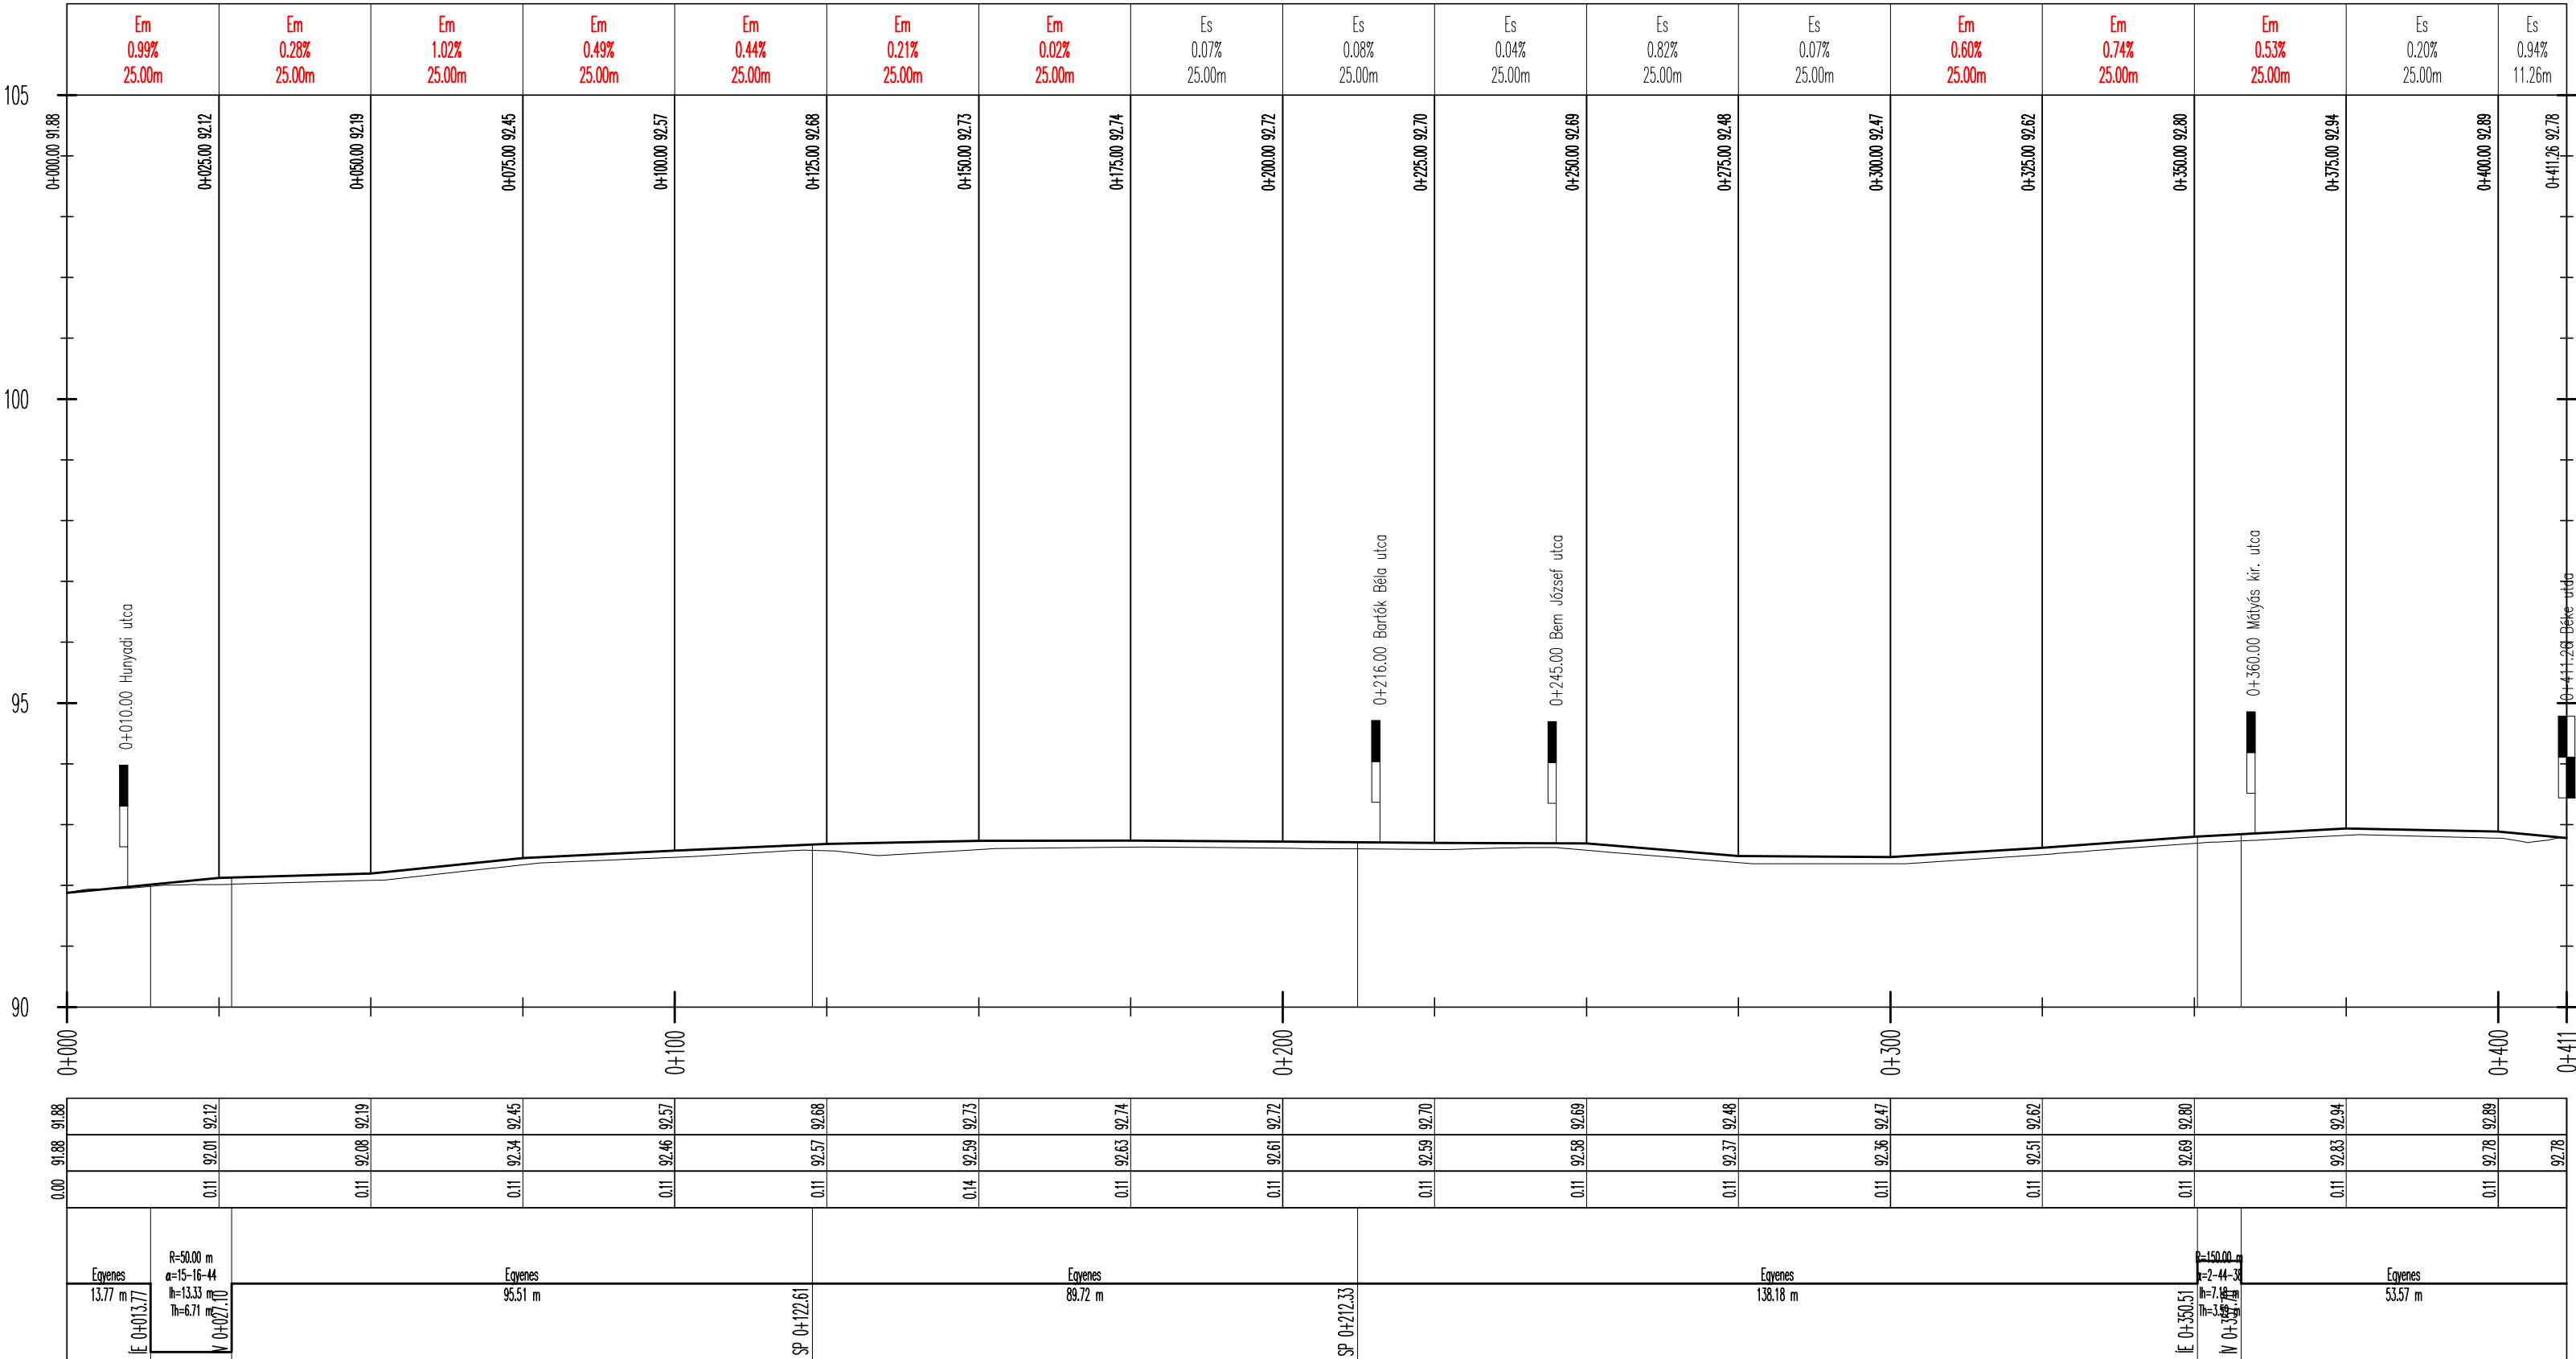 Em
0.99%
25.00m
Em
0.28%
25.00m
Em
1.02%
25.00m
Em
0.49%
25.00m
Em
0.44%
25.00m
Em
0.21%
25.00m
Em
0.02%
25.00m
Es
0.07%
25.00m
Es
0.08%
25.00m
Es
0.04%
25.00m
Es
0.82%
25.00m
Es
0.07%
25.00m
Em
0.60%
25.00m
Em
0.74%
25.00m
Em
0.53%
25.00m
Es
0.20%
25.00m
Es
0.94%
11.26m
105
100
95
90
0+000.00 91.88
0+025.00 92.12
0+050.00 92.19
0+075.00 92.45
0+100.00 92.57
0+125.00 92.68
0+150.00 92.73
0+175.00 92.74
0+200.00 92.72
0+225.00 92.70
0+250.00 92.69
0+275.00 92.48
0+300.00 92.47
0+325.00 92.62
0+350.00 92.80
0+375.00 92.94
0+400.00 92.89
0+411.26 92.78
0+010.00 Hunyadi utca
0+216.00 Bartók Béla utca
0+245.00 Bem József utca
0+360.00 Mátyás kir. utca
0+411.26 Béke
0+000
0+100
0+200
0+300
0+400
0+411
91.88
92.12
92.19
92.45
92.57
92.68
92.73
92.74
92.72
92.70
92.69
92.48
92.47
92.62
92.80
92.94
92.89
91.88
92.01
92.08
92.34
92.46
92.57
92.59
92.63
92.61
92.59
92.58
92.37
92.36
92.51
92.69
92.83
92.78
92.78
0.00
0.11
0.11
0.11
0.11
0.11
0.14
0.11
0.11
0.11
0.11
0.11
0.11
0.11
0.11
0.11
0.11
Egyenes
13.77 m
ÍE 0+013.77
R=50.00 m
α=15-16-44
Ih=13.33 m
Th=6.71 m
ÍV 0+027.10
Egyenes
95.51 m
SP 0+122.61
Egyenes
89.72 m
SP 0+212.33
Egyenes
138.18 m
ÍE 0+350.51
R=150.00 m
α=2-44-38
ÍV
Egyenes
53.57 m